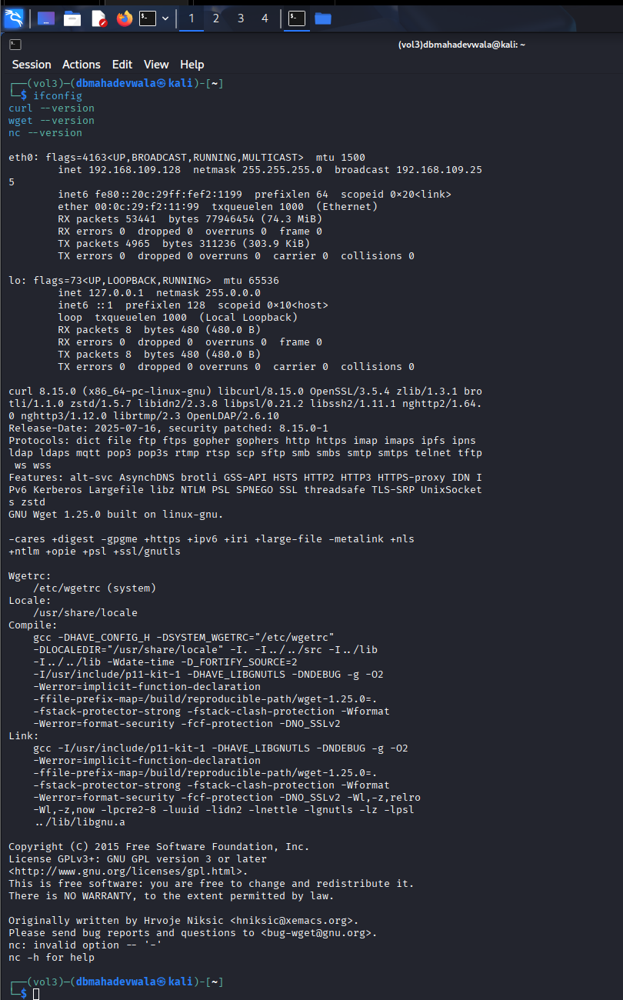 1 2 3 4
(vol3)dbmahadevwala@kali: ~
Session Actions Edit View Help
┌──(vol3)─(dbmahadevwala㉿kali)-[~]
└─$ ifconfig
curl --version
wget --version
nc --version
eth0: flags=4163<UP,BROADCAST,RUNNING,MULTICAST>  mtu 1500
        inet 192.168.109.128  netmask 255.255.255.0  broadcast 192.168.109.25
5
        inet6 fe80::20c:29ff:fef2:1199  prefixlen 64  scopeid 0x20<link>
        ether 00:0c:29:f2:11:99  txqueuelen 1000  (Ethernet)
        RX packets 53441  bytes 77946454 (74.3 MiB)
        RX errors 0  dropped 0  overruns 0  frame 0
        TX packets 4965  bytes 311236 (303.9 KiB)
        TX errors 0  dropped 0 overruns 0  carrier 0  collisions 0
lo: flags=73<UP,LOOPBACK,RUNNING>  mtu 65536
        inet 127.0.0.1  netmask 255.0.0.0
        inet6 ::1  prefixlen 128  scopeid 0x10<host>
        loop  txqueuelen 1000  (Local Loopback)
        RX packets 8  bytes 480 (480.0 B)
        RX errors 0  dropped 0  overruns 0  frame 0
        TX packets 8  bytes 480 (480.0 B)
        TX errors 0  dropped 0 overruns 0  carrier 0  collisions 0
curl 8.15.0 (x86_64-pc-linux-gnu) libcurl/8.15.0 OpenSSL/3.5.4 zlib/1.3.1 bro
tli/1.1.0 zstd/1.5.7 libidn2/2.3.8 libpsl/0.21.2 libssh2/1.11.1 nghttp2/1.64.
0 nghttp3/1.12.0 librtmp/2.3 OpenLDAP/2.6.10
Release-Date: 2025-07-16, security patched: 8.15.0-1
Protocols: dict file ftp ftps gopher gophers http https imap imaps ipfs ipns
ldap ldaps mqtt pop3 pop3s rtmp rtsp scp sftp smb smbs smtp smtps telnet tftp
 ws wss
Features: alt-svc AsynchDNS brotli GSS-API HSTS HTTP2 HTTP3 HTTPS-proxy IDN I
Pv6 Kerberos Largefile libz NTLM PSL SPNEGO SSL threadsafe TLS-SRP UnixSocket
s zstd
GNU Wget 1.25.0 built on linux-gnu.
-cares +digest -gpgme +https +ipv6 +iri +large-file -metalink +nls
+ntlm +opie +psl +ssl/gnutls
Wgetrc:
    /etc/wgetrc (system)
Locale:
    /usr/share/locale
Compile:
    gcc -DHAVE_CONFIG_H -DSYSTEM_WGETRC="/etc/wgetrc"
    -DLOCALEDIR="/usr/share/locale" -I. -I../../src -I../lib
    -I../../lib -Wdate-time -D_FORTIFY_SOURCE=2
    -I/usr/include/p11-kit-1 -DHAVE_LIBGNUTLS -DNDEBUG -g -O2
    -Werror=implicit-function-declaration
    -ffile-prefix-map=/build/reproducible-path/wget-1.25.0=.
    -fstack-protector-strong -fstack-clash-protection -Wformat
    -Werror=format-security -fcf-protection -DNO_SSLv2
Link:
    gcc -I/usr/include/p11-kit-1 -DHAVE_LIBGNUTLS -DNDEBUG -g -O2
    -Werror=implicit-function-declaration
    -ffile-prefix-map=/build/reproducible-path/wget-1.25.0=.
    -fstack-protector-strong -fstack-clash-protection -Wformat
    -Werror=format-security -fcf-protection -DNO_SSLv2 -Wl,-z,relro
    -Wl,-z,now -lpcre2-8 -luuid -lidn2 -lnettle -lgnutls -lz -lpsl
    ../lib/libgnu.a
Copyright (C) 2015 Free Software Foundation, Inc.
License GPLv3+: GNU GPL version 3 or later
<http://www.gnu.org/licenses/gpl.html>.
This is free software: you are free to change and redistribute it.
There is NO WARRANTY, to the extent permitted by law.
Originally written by Hrvoje Niksic <hniksic@xemacs.org>.
Please send bug reports and questions to <bug-wget@gnu.org>.
nc: invalid option -- '-'
nc -h for help
┌──(vol3)─(dbmahadevwala㉿kali)-[~]
└─$